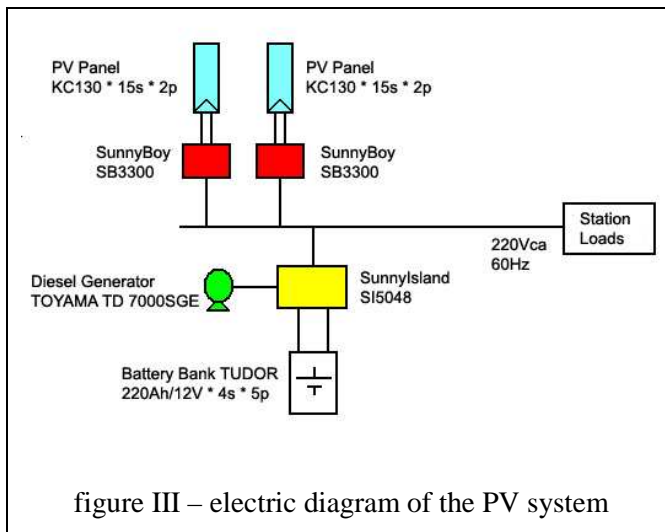 PV Panel
KC130 * 15s * 2p
PV Panel
KC130 * 15s * 2p
SunnyBoy
SB3300
SunnyBoy
SB3300
Station
Loads
220Vca
60Hz
Diesel Generator
TOYAMA TD 7000SGE
SunnyIsland
SI5048
Battery Bank TUDOR
220Ah/12V * 4s * 5p
figure III – electric diagram of the PV system